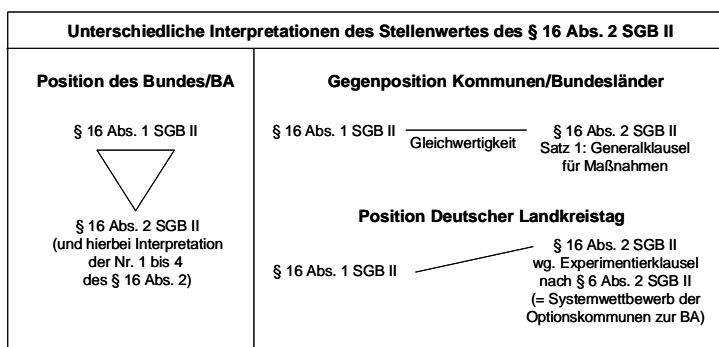 Unterschiedliche Interpretationen des Stellenwertes des § 16 Abs. 2 SGB II
Position des Bundes/BA
§ 16 Abs. 1 SGB II
§ 16 Abs. 2 SGB II
(und hierbei Interpretation
der Nr. 1 bis 4
des § 16 Abs. 2)
Gegenposition Kommunen/Bundesländer
§ 16 Abs. 1 SGB II
Gleichwertigkeit
§ 16 Abs. 2 SGB II
Satz 1: Generalklausel
für Maßnahmen
Position Deutscher Landkreistag
§ 16 Abs. 1 SGB II
§ 16 Abs. 2 SGB II
wg. Experimentierklausel
nach § 6 Abs. 2 SGB II
(= Systemwettbewerb der
Optionskommunen zur BA)